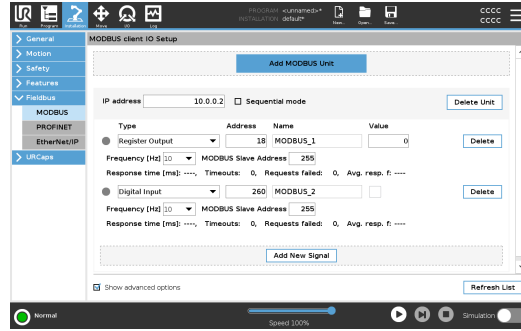 UR
Run Program Installation Move I/O Log
PROGRAM <unnamed>*
INSTALLATION default*
New... Open... Save...
CCCC
CCCC
General
Motion
Safety
Features
Fieldbus
MODBUS
PROFINET
EtherNet/IP
URCaps
MODBUS client IO Setup
Add MODBUS Unit
IP address 10.0.0.2 Sequential mode Delete Unit
Type Address Name Value
Register Output 18 MODBUS_1 0 Delete
Frequency [Hz] 10 MODBUS Slave Address 255
Response time [ms]: ----, Timeouts: 0, Requests failed: 0, Avg. resp. f: ----
Digital Input 260 MODBUS_2 Delete
Frequency [Hz] 10 MODBUS Slave Address 255
Response time [ms]: ----, Timeouts: 0, Requests failed: 0, Avg. resp. f: ----
Add New Signal
Show advanced options Refresh List
Normal
Speed 100%
Simulation